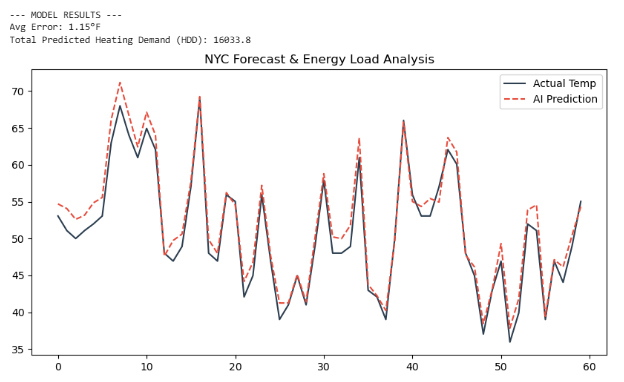 --- MODEL RESULTS ---
Avg Error: 1.15°F
Total Predicted Heating Demand (HDD): 16033.8
NYC Forecast & Energy Load Analysis
Actual Temp
AI Prediction
70
65
60
55
50
45
40
35
0 10 20 30 40 50 60